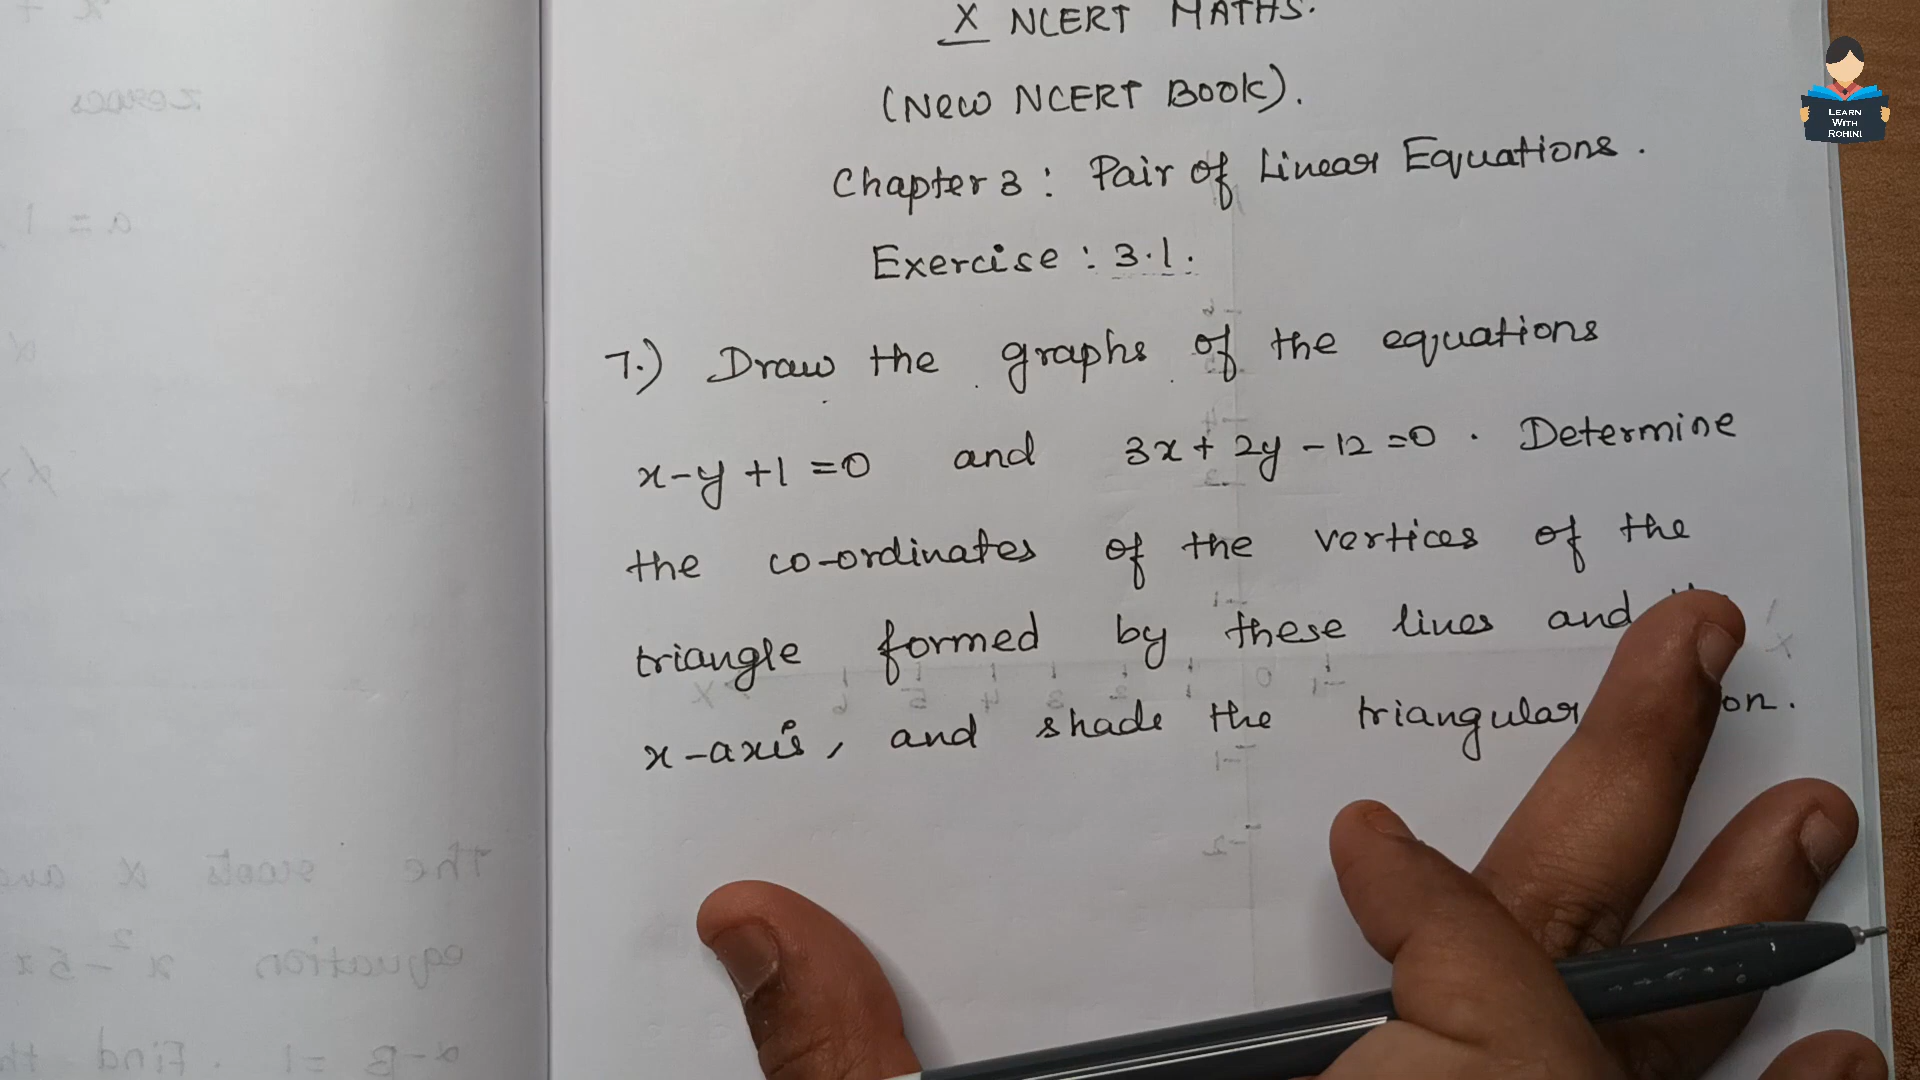 X NCERT MATHS.
(New NCERT Book).
Chapter 3 : Pair of Linear Equations.
Exercise : 3.1.
7.) Draw the graphs of the equations
x-y+1=0 and 3x+2y-12=0. Determine
the co-ordinates of the vertices of the
triangle formed by these lines and
x-axis, and shade the triangular
LEARN
WITH
ROHINI